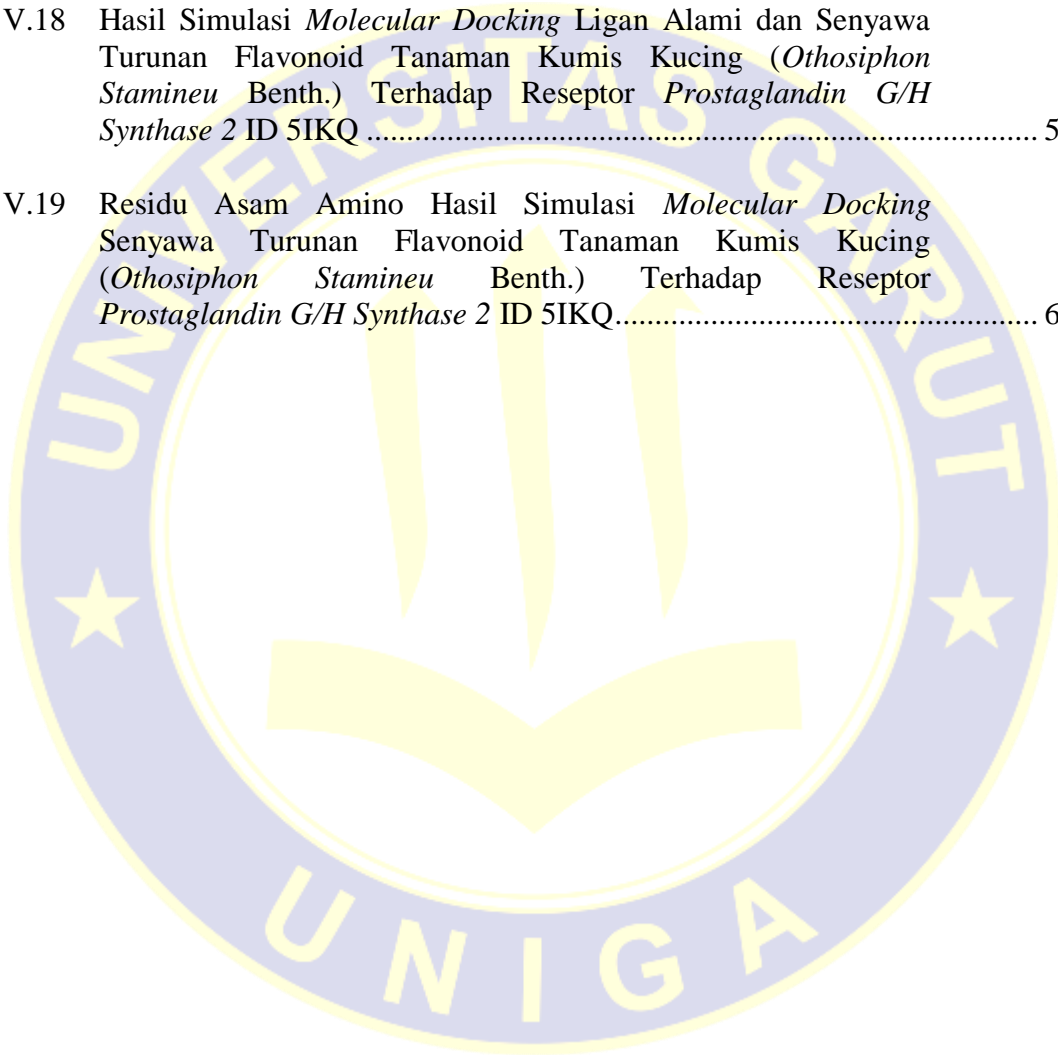 V.18 Hasil Simulasi Molecular Docking Ligan Alami dan Senyawa
Turunan Flavonoid Tanaman Kumis Kucing (Othosiphon
Stamineu Benth.) Terhadap Reseptor Prostaglandin G/H
Synthase 2 ID 5IKQ ........................................................................ 5
V.19 Residu Asam Amino Hasil Simulasi Molecular Docking
Senyawa Turunan Flavonoid Tanaman Kumis Kucing
(Othosiphon Stamineu Benth.) Terhadap Reseptor
Prostaglandin G/H Synthase 2 ID 5IKQ.............................................. 6
UNIVERSITAS GARUT
UNIGA